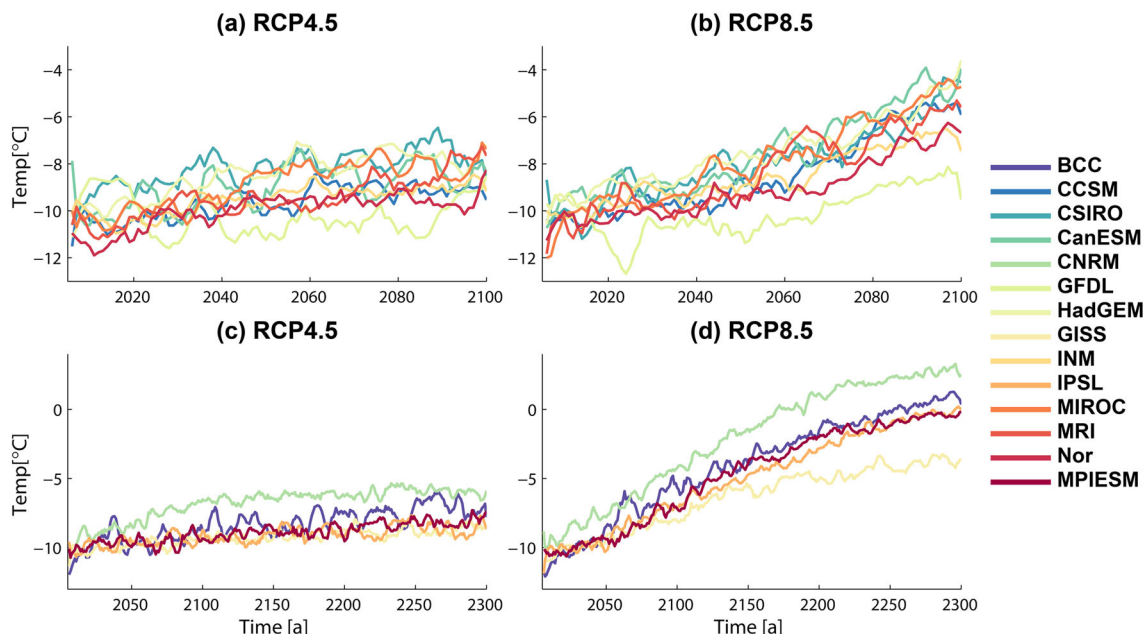 (a) RCP4.5
(b) RCP8.5
Temp[°C]
−4
−6
−8
−10
−12
2020
2040
2060
2080
2100
−4
−6
−8
−10
−12
2020
2040
2060
2080
2100
(c) RCP4.5
(d) RCP8.5
Temp[°C]
0
−5
−10
2050
2100
2150
2200
2250
2300
Time [a]
0
−5
−10
2050
2100
2150
2200
2250
2300
Time [a]
BCC
CCSM
CSIRO
CanESM
CNRM
GFDL
HadGEM
GISS
INM
IPSL
MIROC
MRI
Nor
MPIESM